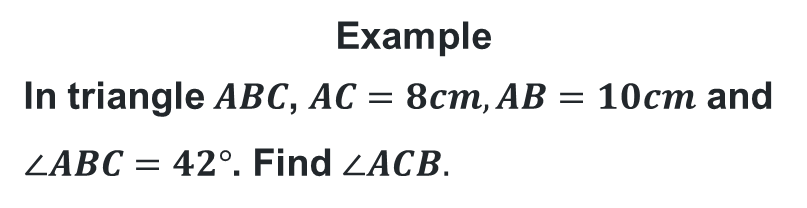 Example
In triangle ABC, AC = 8cm, AB = 10cm and
∠ABC = 42°. Find ∠ACB.